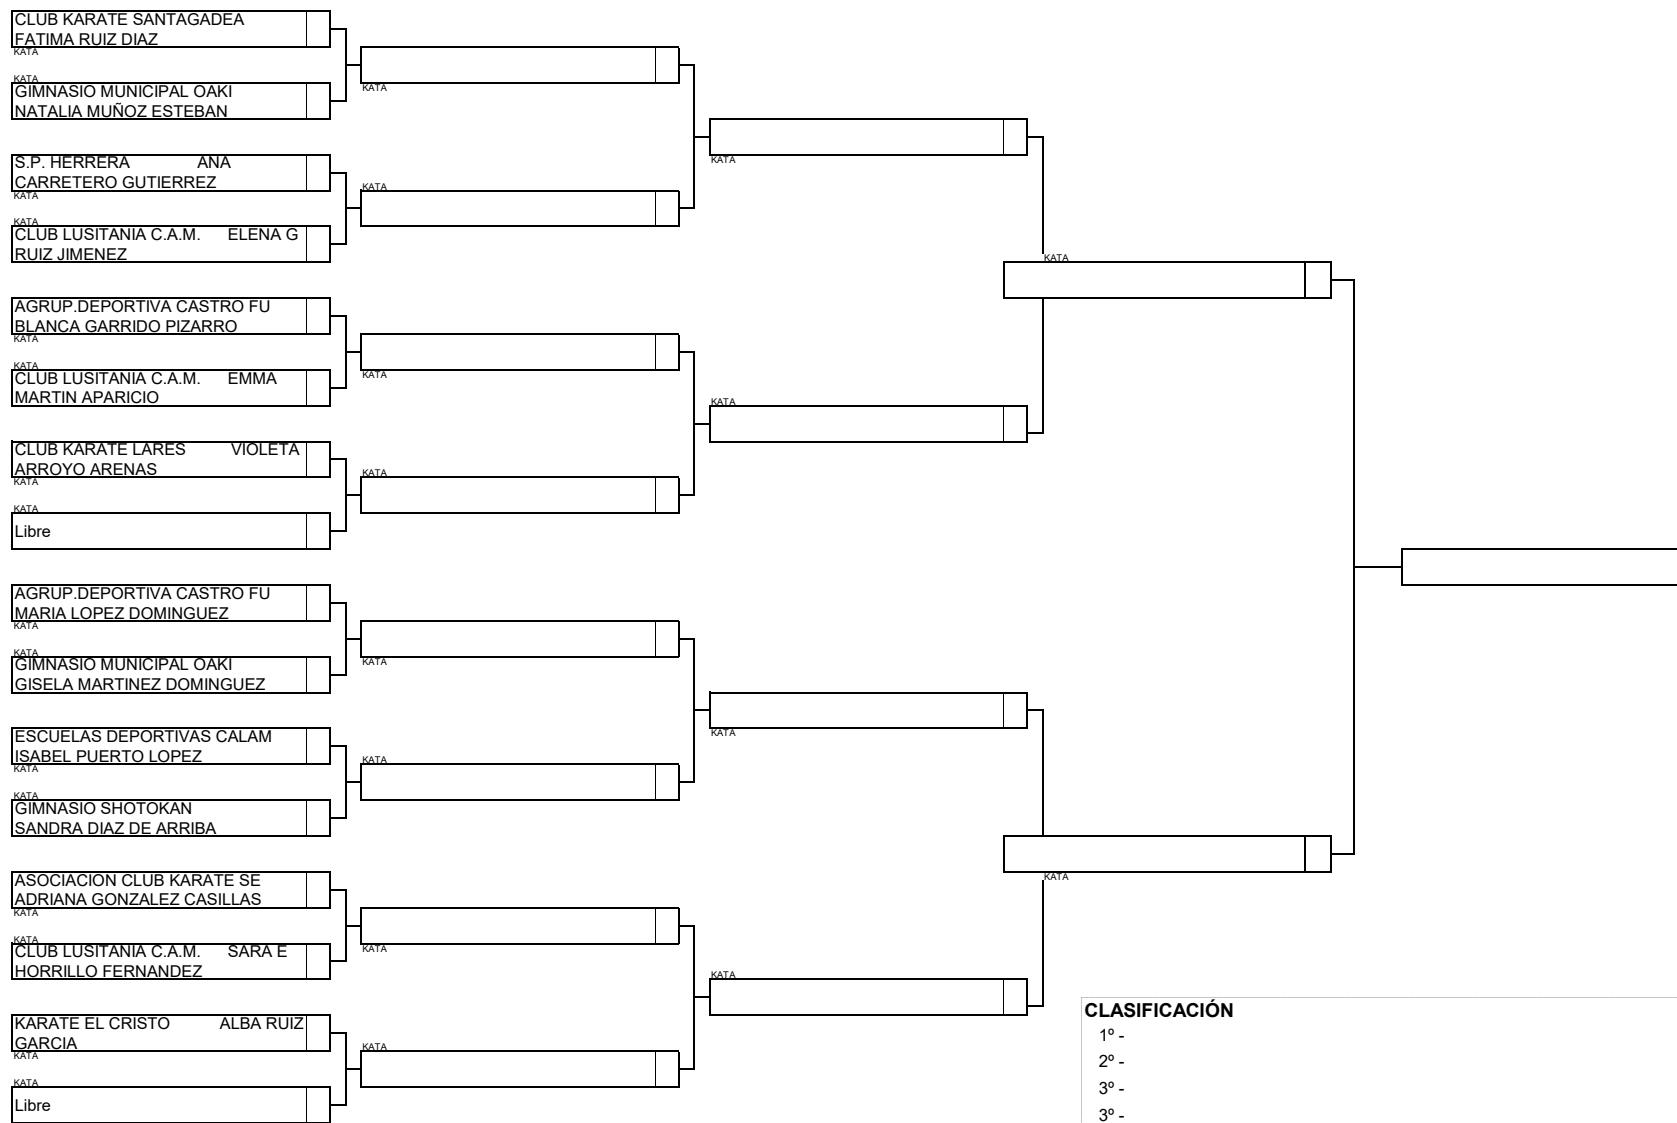 CLUB KARATE SANTAGADEA
FATIMA RUIZ DIAZ
KATA
KATA
GIMNASIO MUNICIPAL OAKI
NATALIA MUÑOZ ESTEBAN
S.P. HERRERA ANA
CARRETERO GUTIERREZ
KATA
KATA
CLUB LUSITANIA C.A.M. ELENA G
RUIZ JIMENEZ
AGRUP.DEPORTIVA CASTRO FU
BLANCA GARRIDO PIZARRO
KATA
KATA
CLUB LUSITANIA C.A.M. EMMA
MARTIN APARICIO
CLUB KARATE LARES VIOLETA
ARROYO ARENAS
KATA
KATA
Libre
AGRUP.DEPORTIVA CASTRO FU
MARIA LOPEZ DOMINGUEZ
KATA
KATA
GIMNASIO MUNICIPAL OAKI
GISELA MARTINEZ DOMINGUEZ
ESCUELAS DEPORTIVAS CALAM
ISABEL PUERTO LOPEZ
KATA
KATA
GIMNASIO SHOTOKAN
SANDRA DIAZ DE ARRIBA
ASOCIACION CLUB KARATE SE
ADRIANA GONZALEZ CASILLAS
KATA
KATA
CLUB LUSITANIA C.A.M. SARA E
HORRILLO FERNANDEZ
KARATE EL CRISTO ALBA RUIZ
GARCIA
KATA
KATA
Libre
KATA
KATA
KATA
KATA
KATA
KATA
KATA
KATA
KATA
KATA
KATA
KATA
KATA
KATA
CLASIFICACIÓN
1º -
2º -
3º -
3º -